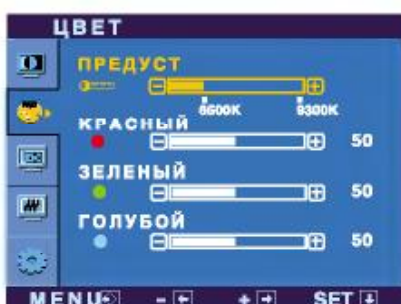 ЦВЕТ
ПРЕДУСТ
6500K 9300K
КРАСНЫЙ
50
ЗЕЛЕНЫЙ
50
ГОЛУБОЙ
50
MENU - + SET